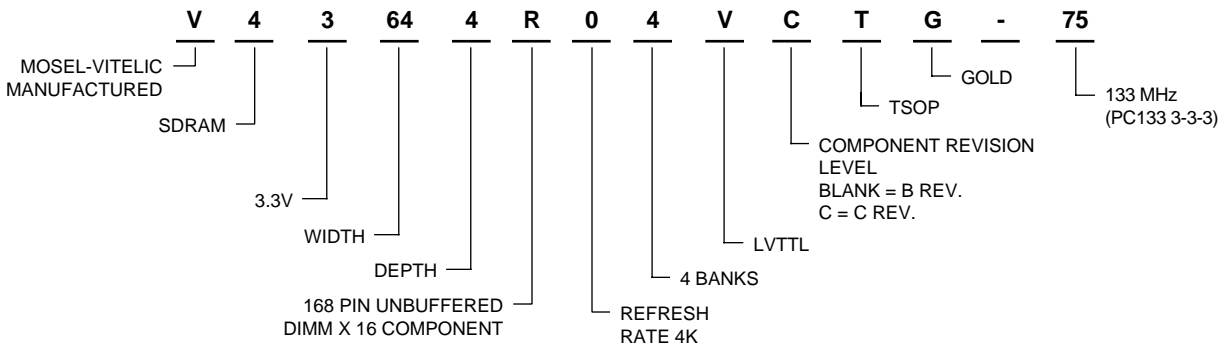 V 4 3 64 4 R 0 4 V C T G - 75
MOSEL-VITELIC
MANUFACTURED
SDRAM
3.3V
WIDTH
DEPTH
168 PIN UNBUFFERED
DIMM X 16 COMPONENT
REFRESH
RATE 4K
4 BANKS
LVTTL
COMPONENT REVISION
LEVEL
BLANK = B REV.
C = C REV.
TSOP
GOLD
133 MHz
(PC133 3-3-3)